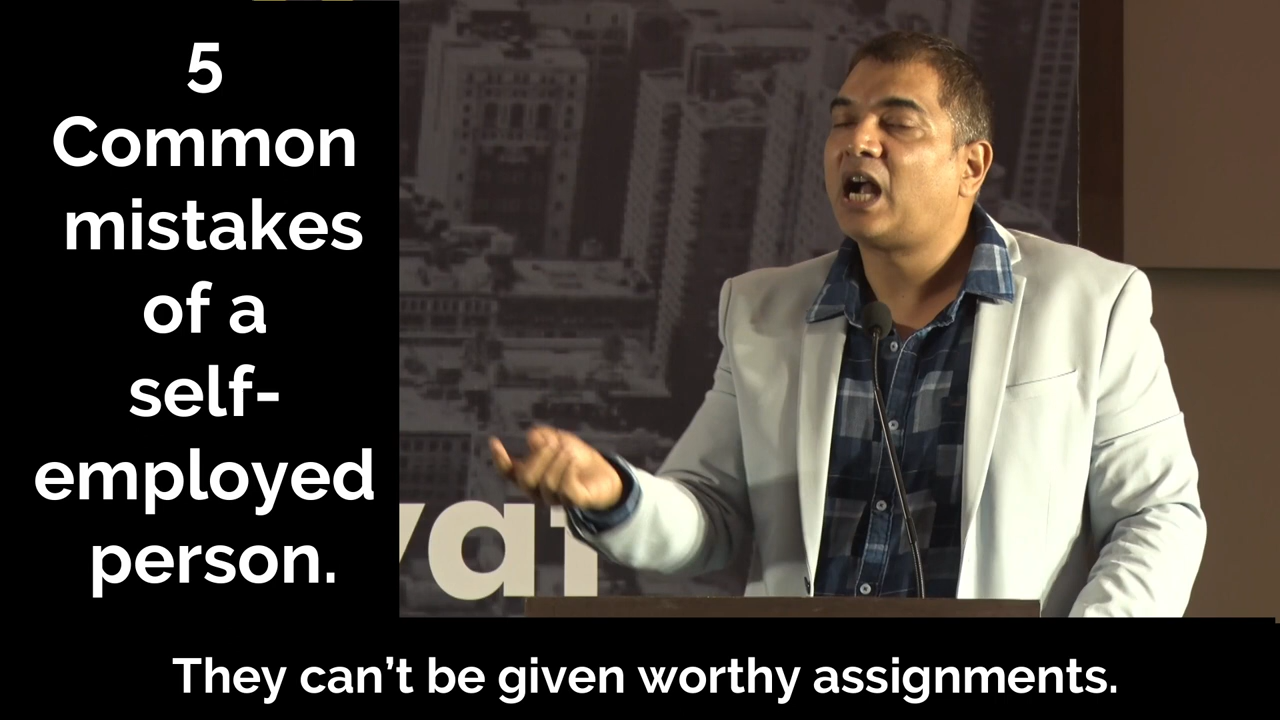 5
Common
mistakes
of a
self-
employed
person.
They can’t be given worthy assignments.